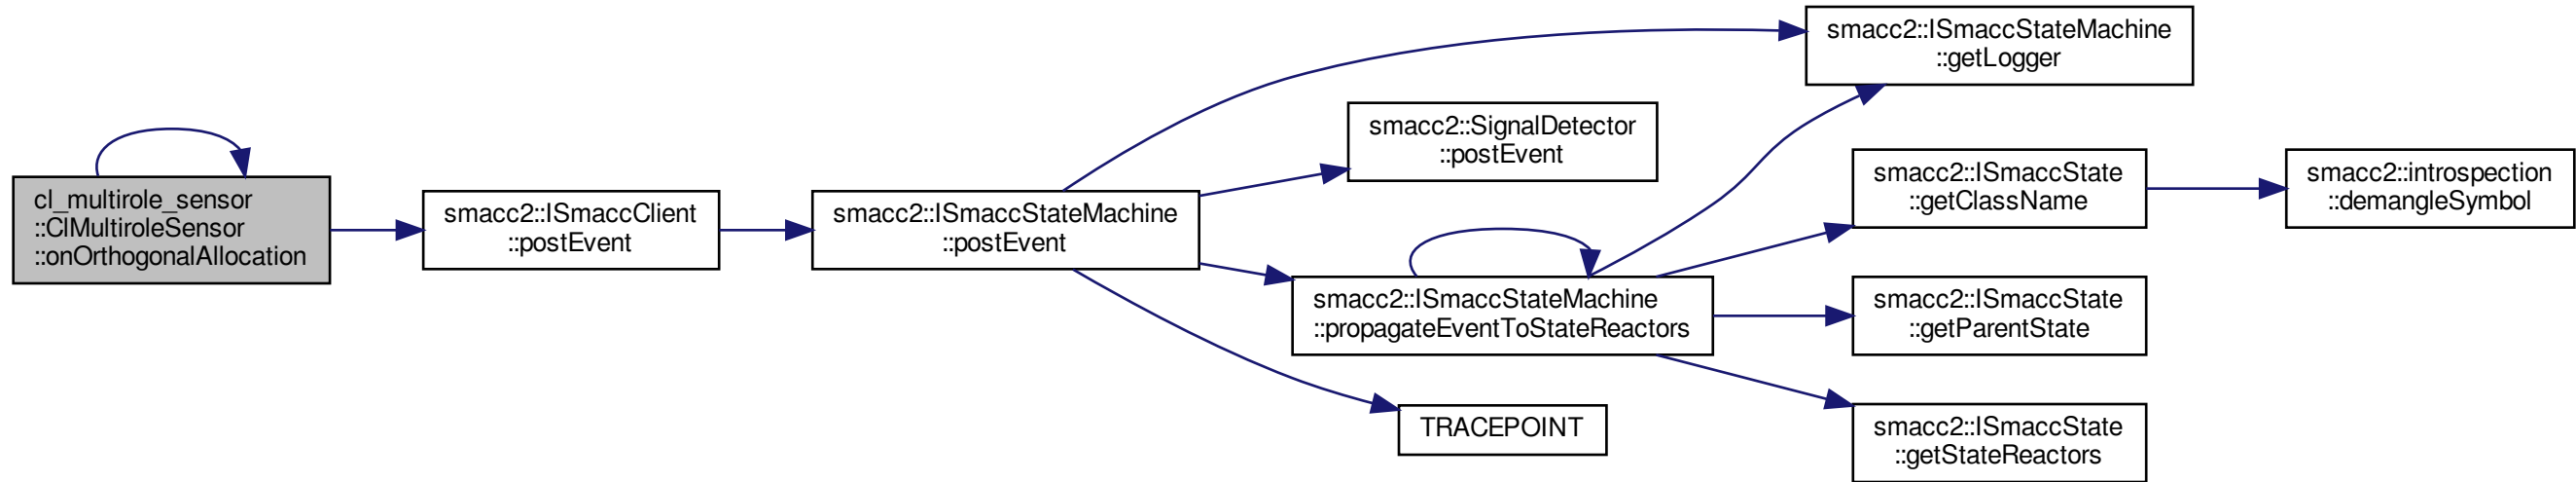 cl_multirole_sensor
::ClMultiroleSensor
::onOrthogonalAllocation
smacc2::ISmaccClient
::postEvent
smacc2::ISmaccStateMachine
::postEvent
smacc2::ISmaccStateMachine
::getLogger
smacc2::SignalDetector
::postEvent
smacc2::ISmaccStateMachine
::propagateEventToStateReactors
TRACEPOINT
smacc2::ISmaccState
::getClassName
smacc2::ISmaccState
::getParentState
smacc2::ISmaccState
::getStateReactors
smacc2::introspection
::demangleSymbol